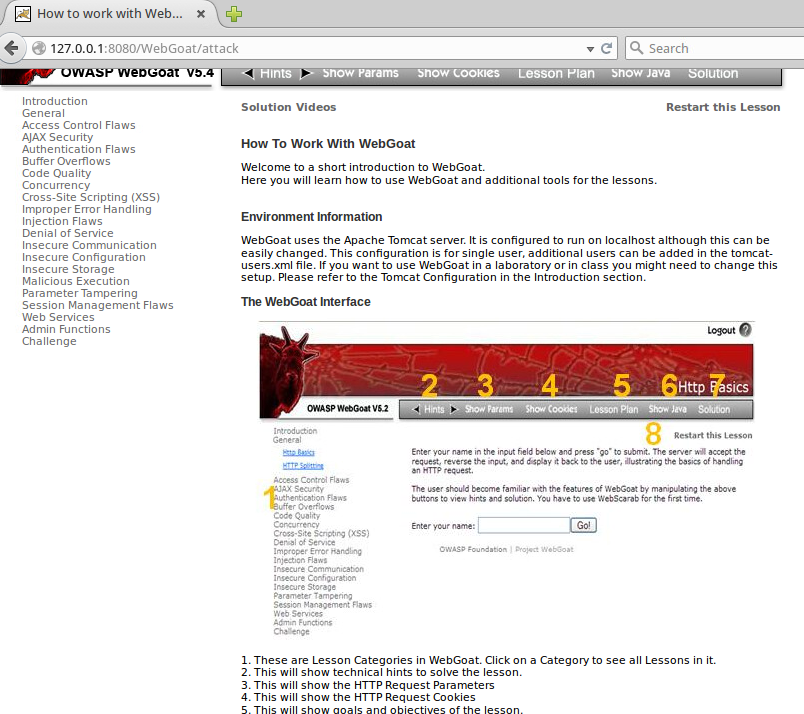 How to work with Web...
127.0.0.1:8080/WebGoat/attack
Search
OWASP WebGoat V5.4
Hints
Show Params
Show Cookies
Lesson Plan
Show Java
Solution
Introduction
General
Access Control Flaws
AJAX Security
Authentication Flaws
Buffer Overflows
Code Quality
Concurrency
Cross-Site Scripting (XSS)
Improper Error Handling
Injection Flaws
Denial of Service
Insecure Communication
Insecure Configuration
Insecure Storage
Malicious Execution
Parameter Tampering
Session Management Flaws
Web Services
Admin Functions
Challenge
Solution Videos
Restart this Lesson
How To Work With WebGoat
Welcome to a short introduction to WebGoat.
Here you will learn how to use WebGoat and additional tools for the lessons.
Environment Information
WebGoat uses the Apache Tomcat server. It is configured to run on localhost although this can be
easily changed. This configuration is for single user, additional users can be added in the tomcat-
users.xml file. If you want to use WebGoat in a laboratory or in class you might need to change this
setup. Please refer to the Tomcat Configuration in the Introduction section.
The WebGoat Interface
Logout ?
2 3 4 5 6 7
Http Basics
OWASP WebGoat V5.2
Hints
Show Params
Show Cookies
Lesson Plan
Show Java
Solution
8
Restart this Lesson
Introduction
General
Http Basics
HTTP Splitting
Access Control Flaws
AJAX Security
1
Authentication Flaws
Buffer Overflows
Code Quality
Concurrency
Cross-Site Scripting (XSS)
Denial of Service
Improper Error Handling
Injection Flaws
Insecure Communication
Insecure Configuration
Insecure Storage
Parameter Tampering
Session Management Flaws
Web Services
Admin Functions
Challenge
Enter your name in the input field below and press "go" to submit. The server will accept the
request, reverse the input, and display it back to the user, illustrating the basics of handling
an HTTP request.
The user should become familiar with the features of WebGoat by manipulating the above
buttons to view hints and solution. You have to use WebScarab for the first time.
Enter your name:
Go!
OWASP Foundation | Project WebGoat
1. These are Lesson Categories in WebGoat. Click on a Category to see all Lessons in it.
2. This will show technical hints to solve the lesson.
3. This will show the HTTP Request Parameters
4. This will show the HTTP Request Cookies
5. This will show goals and objectives of the lesson.